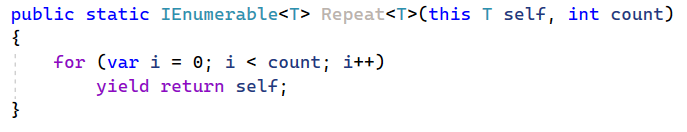 public static IEnumerable<T> Repeat<T>(this T self, int count)
{
    for (var i = 0; i < count; i++)
        yield return self;
}